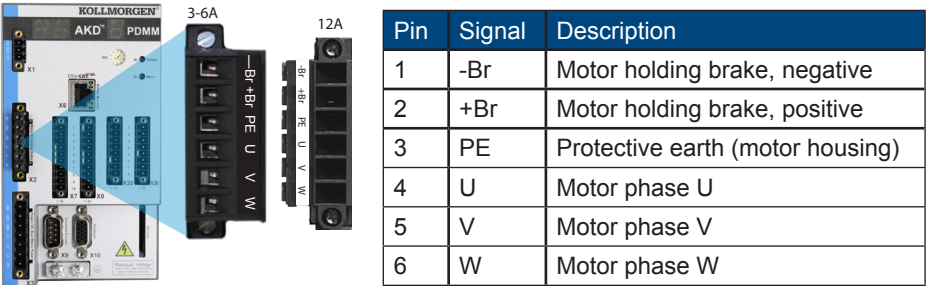 KOLLMORGEN
AKD™ PDMM
X1
X6
X2
X7 X8
X9 X10
3-6A
—Br +Br PE U V W
12A
-Br +Br PE U V W
Pin Signal Description
1 -Br Motor holding brake, negative
2 +Br Motor holding brake, positive
3 PE Protective earth (motor housing)
4 U Motor phase U
5 V Motor phase V
6 W Motor phase W